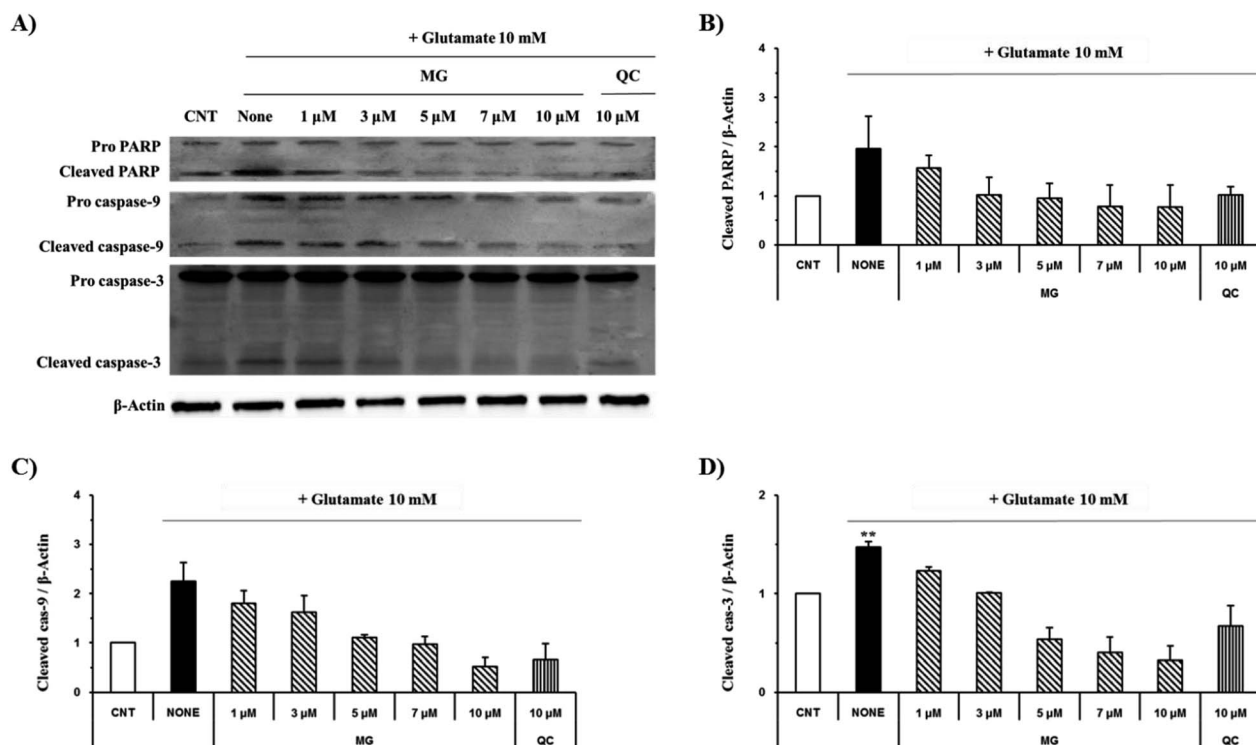 A)
+ Glutamate 10 mM
MG QC
CNT None 1 μM 3 μM 5 μM 7 μM 10 μM 10 μM
Pro PARP
Cleaved PARP
Pro caspase-9
Cleaved caspase-9
Pro caspase-3
Cleaved caspase-3
β-Actin
B)
+ Glutamate 10 mM
Cleaved PARP / β-Actin
4
3
2
1
0
CNT NONE 1 μM 3 μM 5 μM 7 μM 10 μM 10 μM
MG QC
C)
+ Glutamate 10 mM
Cleaved cas-9 / β-Actin
4
3
2
1
0
CNT NONE 1 μM 3 μM 5 μM 7 μM 10 μM 10 μM
MG QC
D)
+ Glutamate 10 mM
Cleaved cas-3 / β-Actin
2
1
0
**
CNT NONE 1 μM 3 μM 5 μM 7 μM 10 μM 10 μM
MG QC